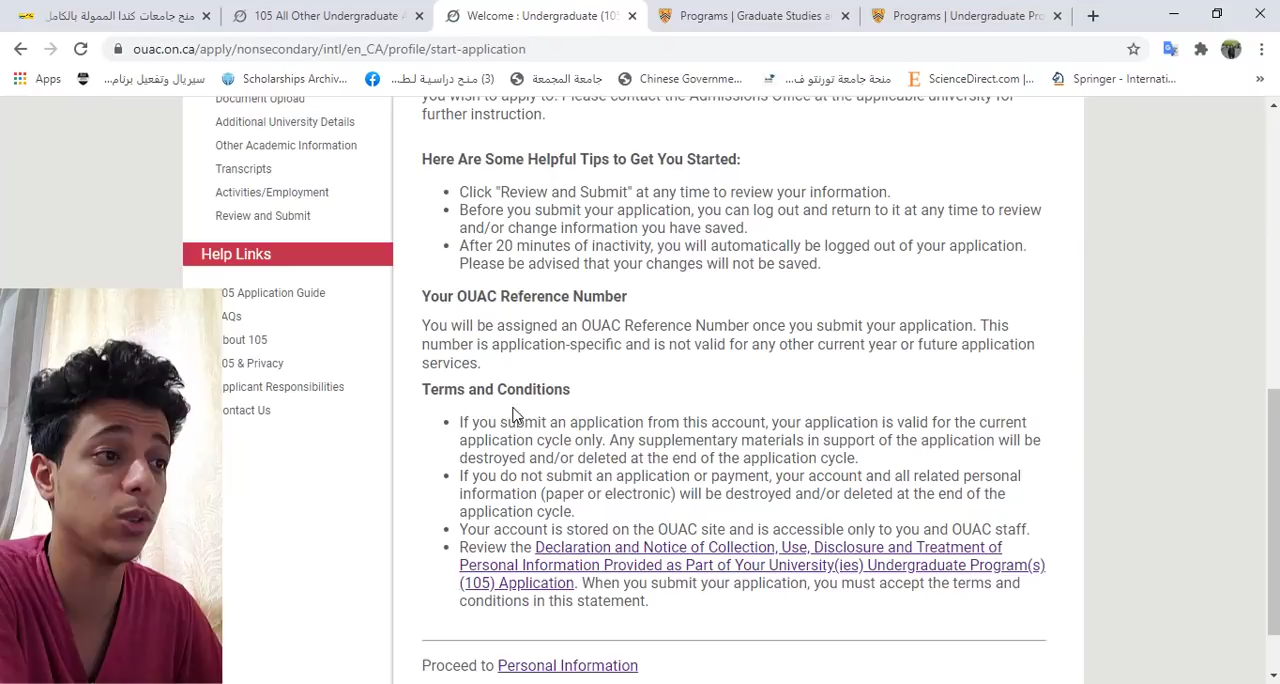 منح جامعات كندا الممولة بالكامل
105 All Other Undergraduate A
Welcome : Undergraduate (105
Programs | Graduate Studies a
Programs | Undergraduate Pro
ouac.on.ca/apply/nonsecondary/intl/en_CA/profile/start-application
Apps
سيريال وتفعيل برنام...
Scholarships Archiv...
(3) منح دراسية لط...
جامعة المجمعة
Chinese Governme...
منحة جامعة تورنتو ف...
ScienceDirect.com |...
Springer - Internati...
»
Document Upload
Additional University Details
Other Academic Information
Transcripts
Activities/Employment
Review and Submit
Help Links
05 Application Guide
AQs
bout 105
05 & Privacy
pplicant Responsibilities
ontact Us
you wish to apply to. Please contact the Admissions Office at the applicable university for
further instruction.
Here Are Some Helpful Tips to Get You Started:
• Click "Review and Submit" at any time to review your information.
• Before you submit your application, you can log out and return to it at any time to review
and/or change information you have saved.
• After 20 minutes of inactivity, you will automatically be logged out of your application.
Please be advised that your changes will not be saved.
Your OUAC Reference Number
You will be assigned an OUAC Reference Number once you submit your application. This
number is application-specific and is not valid for any other current year or future application
services.
Terms and Conditions
• If you submit an application from this account, your application is valid for the current
application cycle only. Any supplementary materials in support of the application will be
destroyed and/or deleted at the end of the application cycle.
• If you do not submit an application or payment, your account and all related personal
information (paper or electronic) will be destroyed and/or deleted at the end of the
application cycle.
• Your account is stored on the OUAC site and is accessible only to you and OUAC staff.
• Review the Declaration and Notice of Collection, Use, Disclosure and Treatment of
Personal Information Provided as Part of Your University(ies) Undergraduate Program(s)
(105) Application. When you submit your application, you must accept the terms and
conditions in this statement.
Proceed to Personal Information